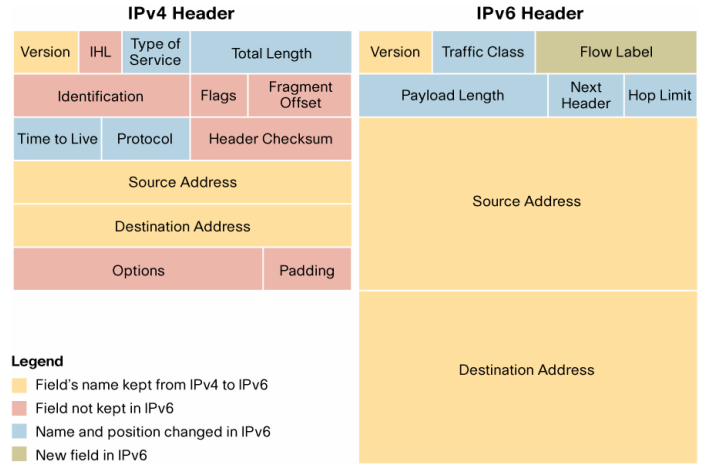 IPv4 Header
Version IHL Type of Service Total Length
Identification Flags Fragment Offset
Time to Live Protocol Header Checksum
Source Address
Destination Address
Options Padding
IPv6 Header
Version Traffic Class Flow Label
Payload Length Next Header Hop Limit
Source Address
Destination Address
Legend
Field's name kept from IPv4 to IPv6
Field not kept in IPv6
Name and position changed in IPv6
New field in IPv6